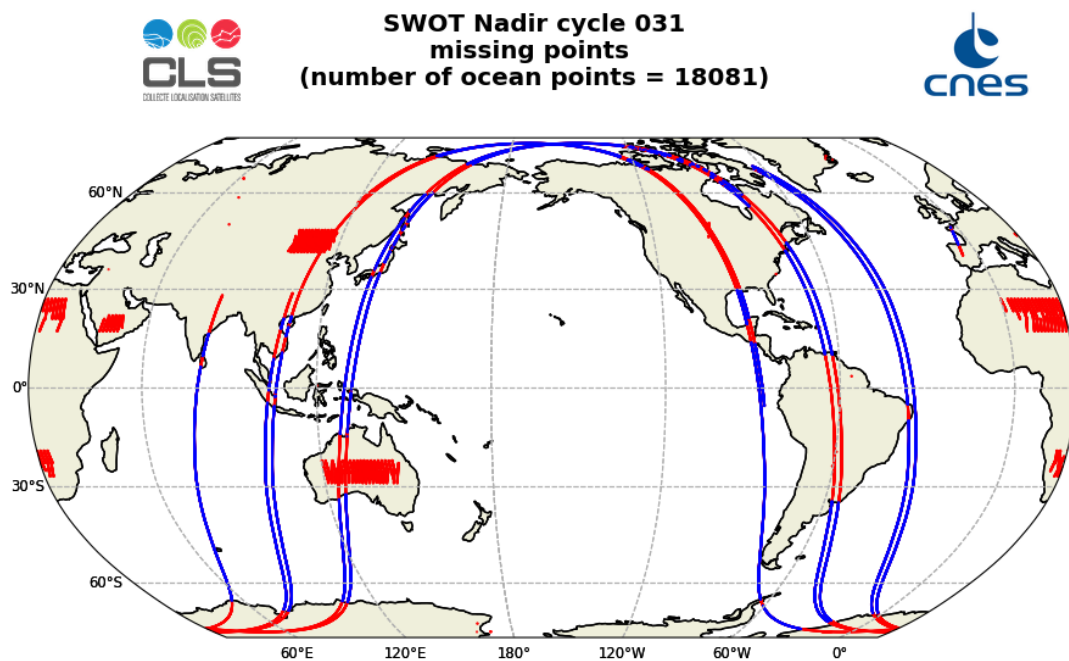 SWOT Nadir cycle 031
missing points
(number of ocean points = 18081)
CLS
COLLECTE LOCALISATION SATELLITES
cnes
60°N
30°N
0°
30°S
60°S
60°E 120°E 180° 120°W 60°W 0°